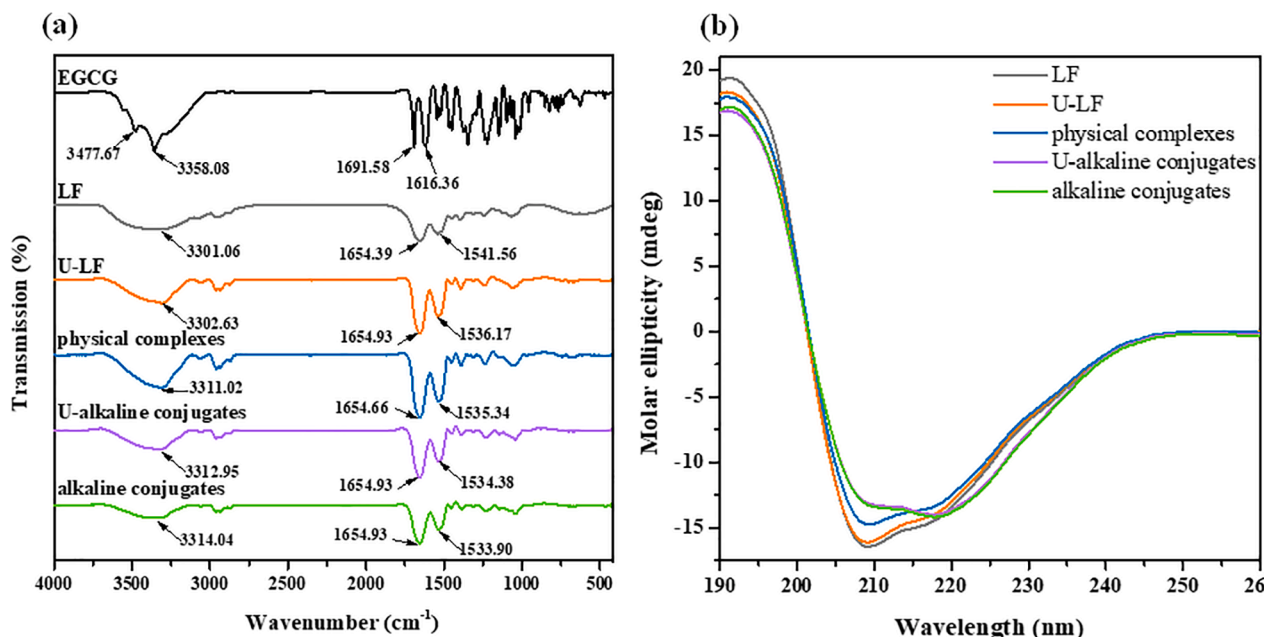 (a)
EGCG
3477.67
3358.08
1691.58
1616.36
LF
3301.06
1654.39
1541.56
U-LF
3302.63
1654.93
1536.17
physical complexes
3311.02
1654.66
1535.34
U-alkaline conjugates
3312.95
1654.93
1534.38
alkaline conjugates
3314.04
1654.93
1533.90
Transmission (%)
4000 3500 3000 2500 2000 1500 1000 500
Wavenumber (cm⁻¹)
(b)
LF
U-LF
physical complexes
U-alkaline conjugates
alkaline conjugates
20
15
10
5
0
-5
-10
-15
Molar ellipticity (mdeg)
190 200 210 220 230 240 250 26
Wavelength (nm)